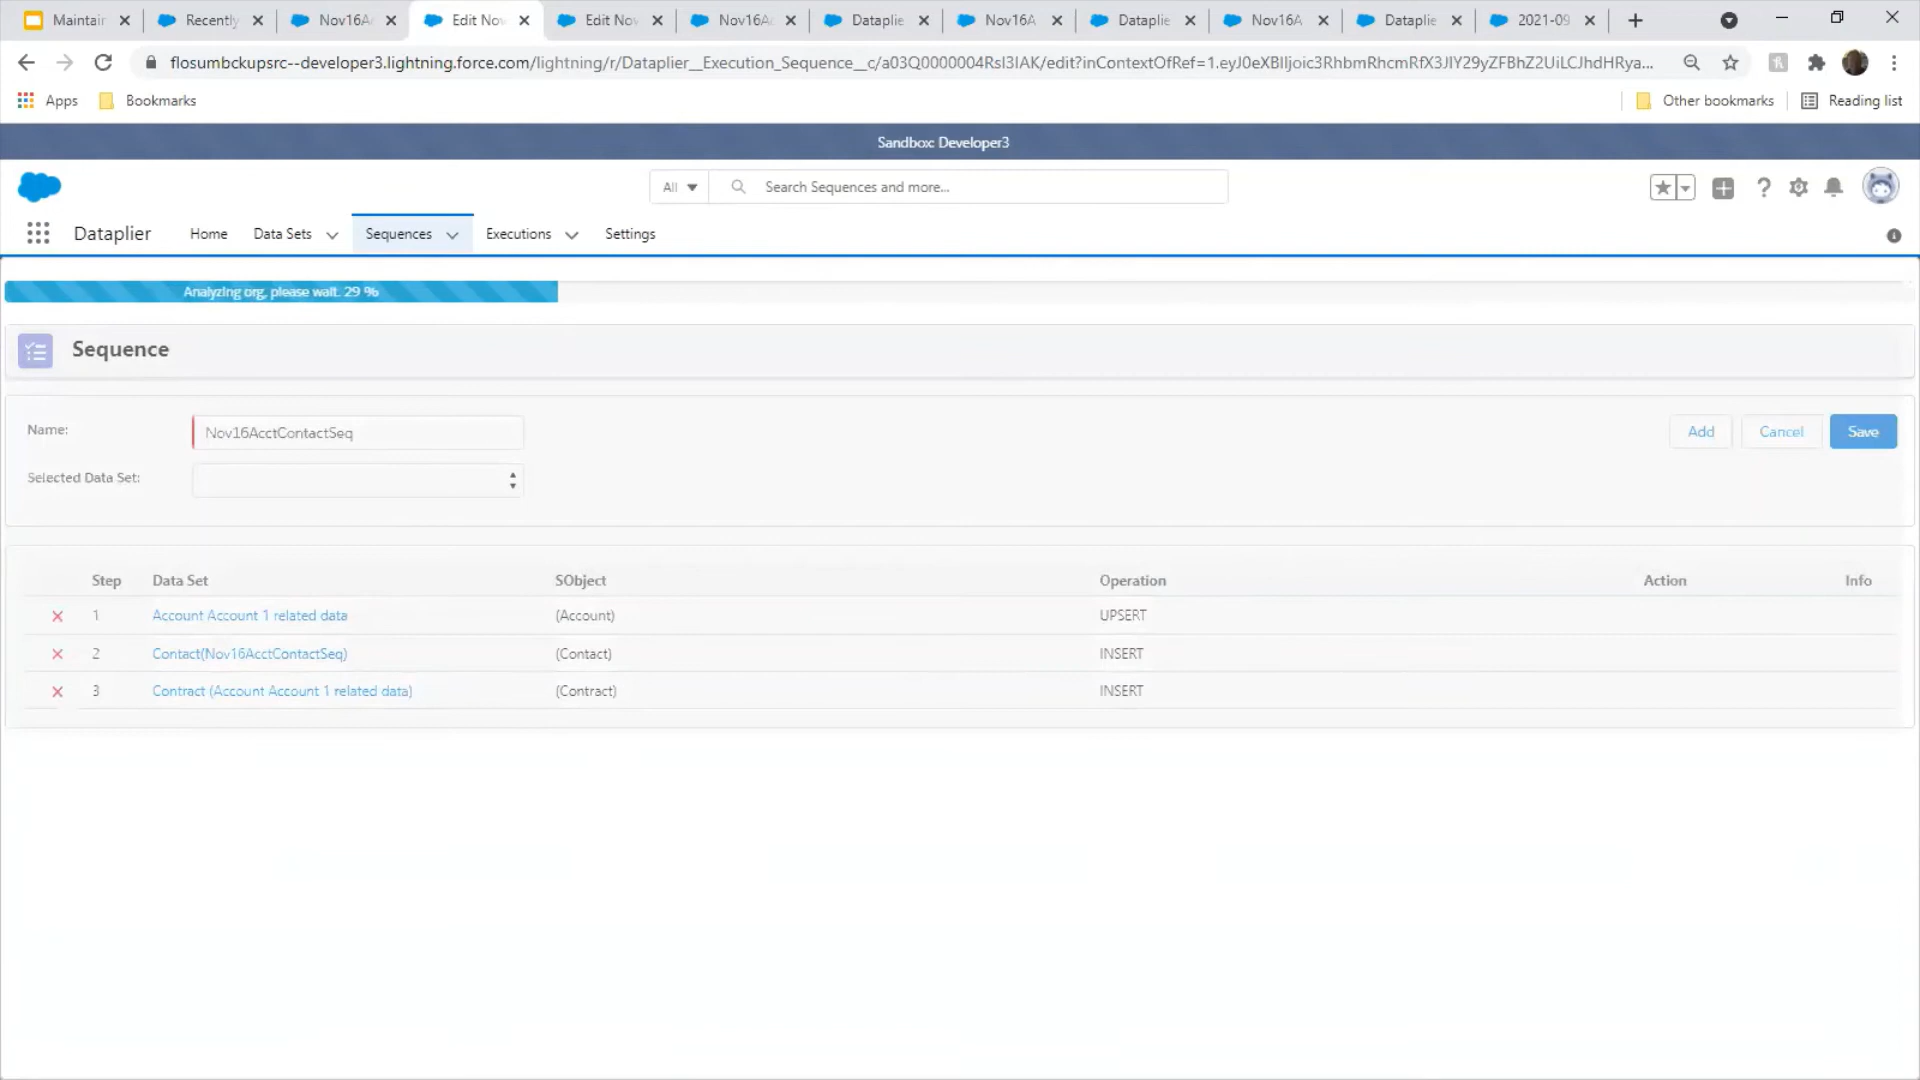 Maintair
Recently
Nov16A
Edit Nov
Edit Nov
Nov16Ac
Dataplie
Nov16A
Dataplie
Nov16A
Dataplie
2021-09
flosumbckupsrc--developer3.lightning.force.com/lightning/r/Dataplier__Execution_Sequence__c/a03Q0000004RsI3IAK/edit?inContextOfRef=1.eyJ0eXBlIjoic3RhbmRhcmRfX3JlY29yZFBhZ2UiLCJhdHRya...
Apps
Bookmarks
Other bookmarks
Reading list
Sandbox: Developer3
All
Search Sequences and more...
Dataplier
Home
Data Sets
Sequences
Executions
Settings
Analyzing org, please wait. 29 %
Sequence
Name:
Nov16AcctContactSeq
Add
Cancel
Save
Selected Data Set:
Step Data Set SObject Operation Action Info
1 Account Account 1 related data (Account) UPSERT
2 Contact(Nov16AcctContactSeq) (Contact) INSERT
3 Contract (Account Account 1 related data) (Contract) INSERT